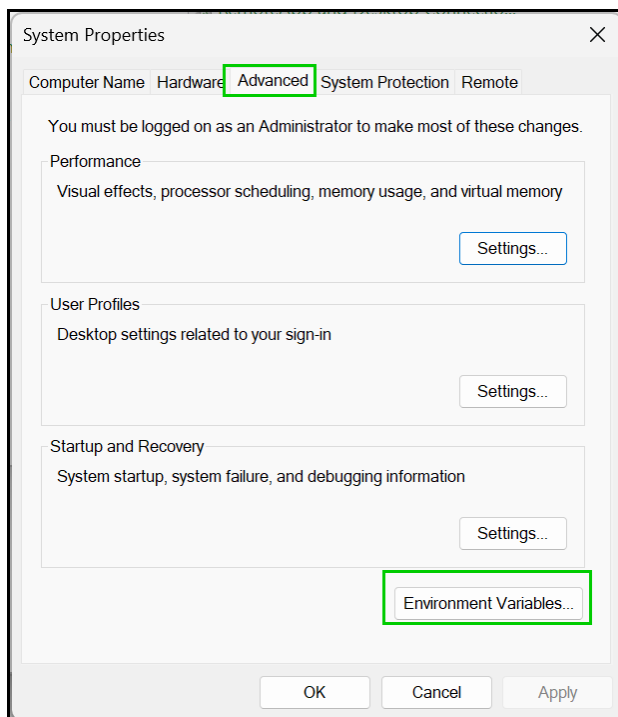 System Properties
Computer Name Hardware Advanced System Protection Remote
You must be logged on as an Administrator to make most of these changes.
Performance
Visual effects, processor scheduling, memory usage, and virtual memory
Settings...
User Profiles
Desktop settings related to your sign-in
Settings...
Startup and Recovery
System startup, system failure, and debugging information
Settings...
Environment Variables...
OK Cancel Apply